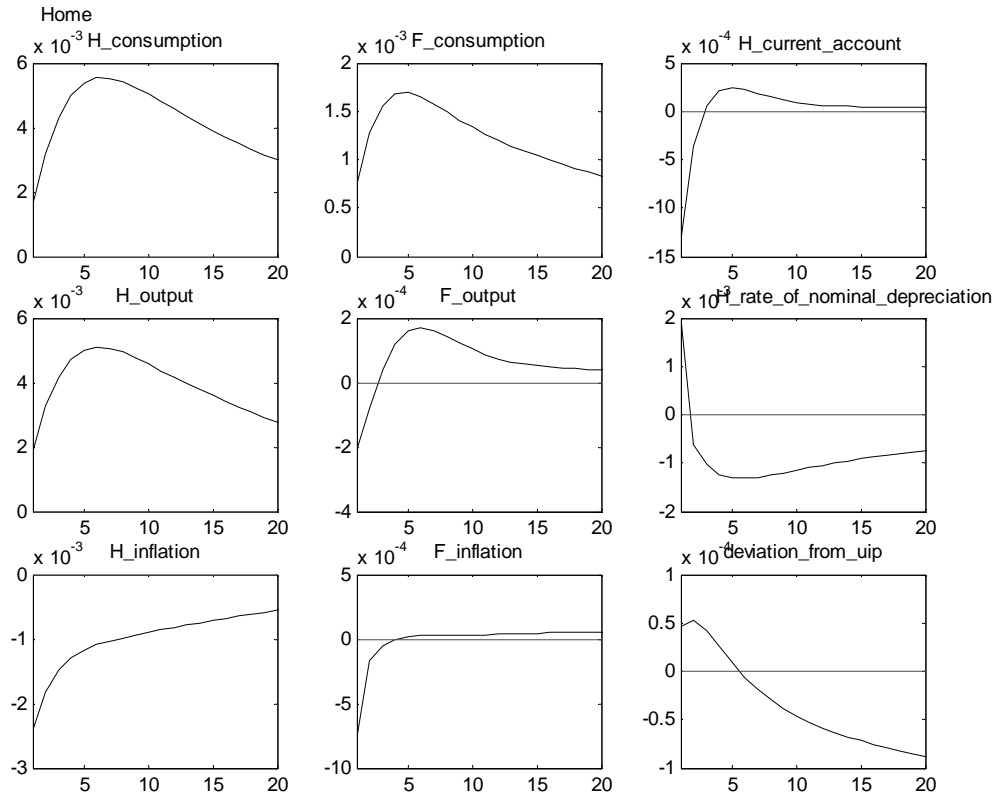 Home
x 10^-3 H_consumption
6
4
2
0
5 10 15 20
x 10^-3 F_consumption
2
1.5
1
0.5
0
5 10 15 20
x 10^-4 H_current_account
5
0
-5
-10
-15
5 10 15 20
x 10^-3 H_output
6
4
2
0
5 10 15 20
x 10^-4 F_output
2
0
-2
-4
5 10 15 20
x 10^-3 H_rate_of_nominal_depreciation
2
1
0
-1
-2
5 10 15 20
x 10^-3 H_inflation
0
-1
-2
-3
5 10 15 20
x 10^-4 F_inflation
5
0
-5
-10
5 10 15 20
x 10^-4 deviation_from_uip
1
0.5
0
-0.5
-1
5 10 15 20